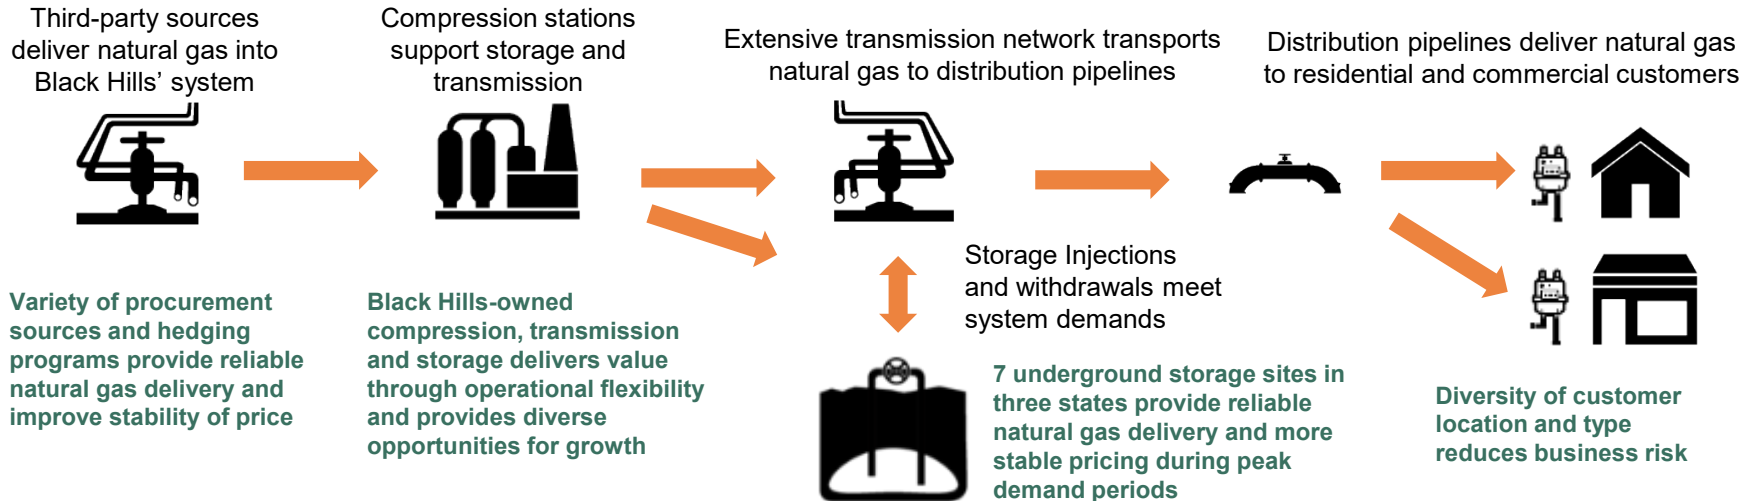 Third-party sources
deliver natural gas into
Black Hills’ system
Compression stations
support storage and
transmission
Extensive transmission network transports
natural gas to distribution pipelines
Distribution pipelines deliver natural gas
to residential and commercial customers
Storage Injections
and withdrawals meet
system demands
Variety of procurement
sources and hedging
programs provide reliable
natural gas delivery and
improve stability of price
Black Hills-owned
compression, transmission
and storage delivers value
through operational flexibility
and provides diverse
opportunities for growth
7 underground storage sites in
three states provide reliable
natural gas delivery and more
stable pricing during peak
demand periods
Diversity of customer
location and type
reduces business risk